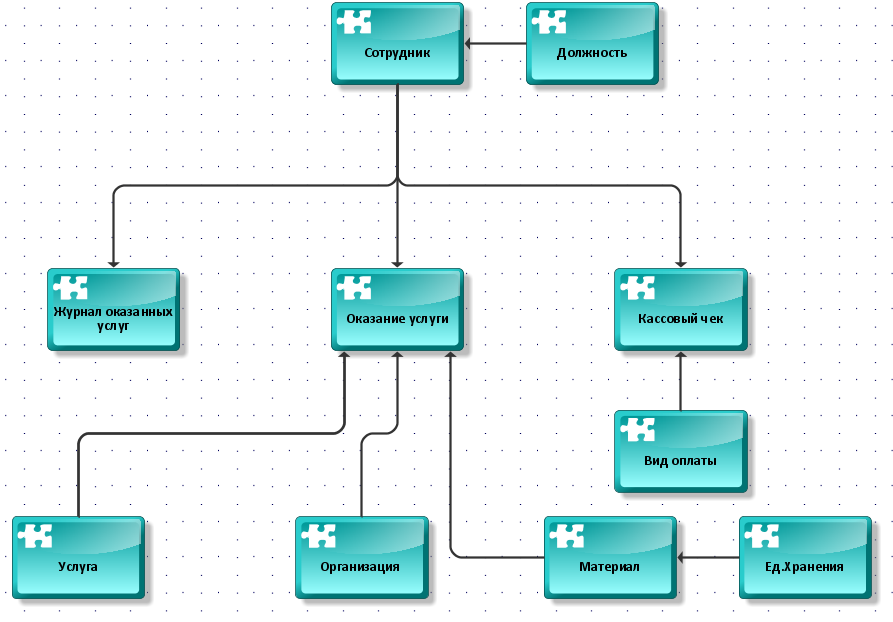 Сотрудник
Должность
Журнал оказанных
услуг
Оказание услуги
Кассовый чек
Вид оплаты
Услуга
Организация
Материал
Ед.Хранения